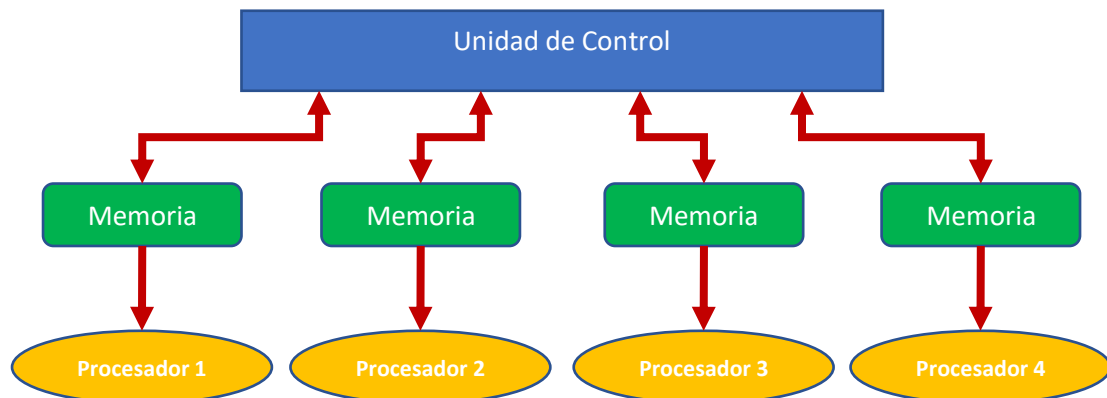 Unidad de Control
Memoria
Memoria
Memoria
Memoria
Procesador 1
Procesador 2
Procesador 3
Procesador 4